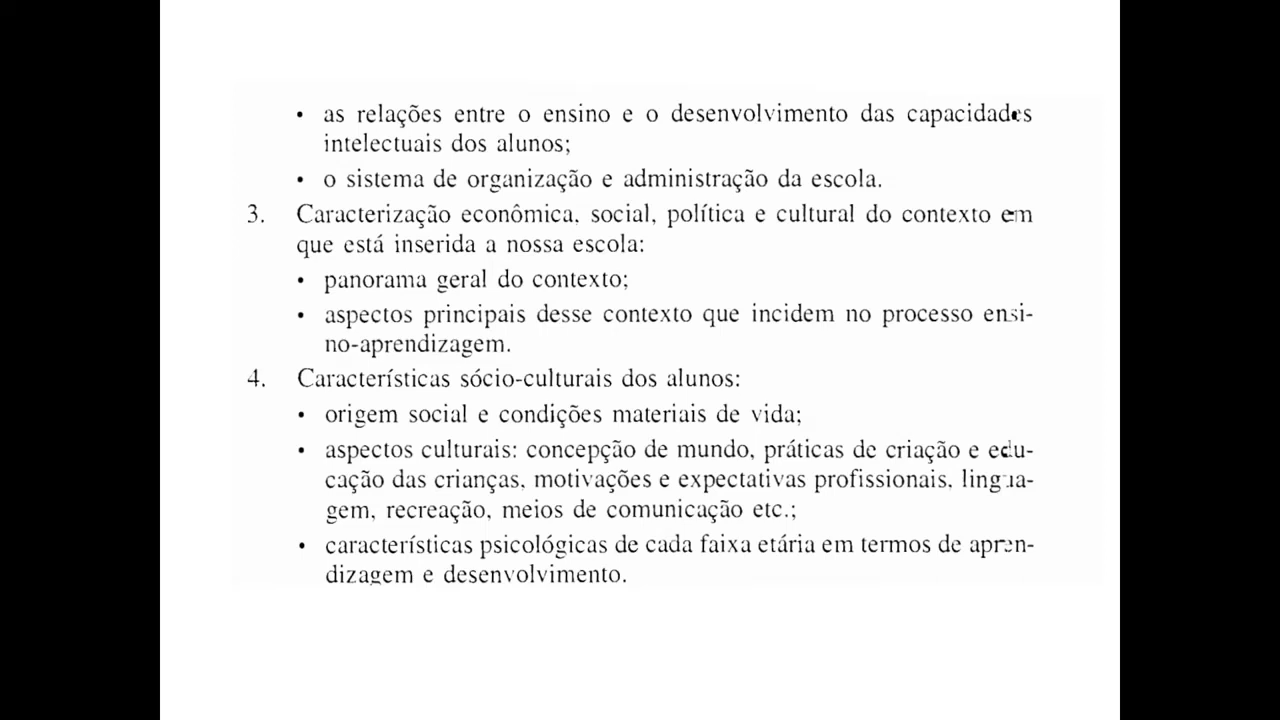 • as relações entre o ensino e o desenvolvimento das capacidades
intelectuais dos alunos;
• o sistema de organização e administração da escola.
3. Caracterização econômica, social, política e cultural do contexto em
que está inserida a nossa escola:
• panorama geral do contexto;
• aspectos principais desse contexto que incidem no processo ensi-
no-aprendizagem.
4. Características sócio-culturais dos alunos:
• origem social e condições materiais de vida;
• aspectos culturais: concepção de mundo, práticas de criação e edu-
cação das crianças, motivações e expectativas profissionais, lingua-
gem, recreação, meios de comunicação etc.;
• características psicológicas de cada faixa etária em termos de apren-
dizagem e desenvolvimento.